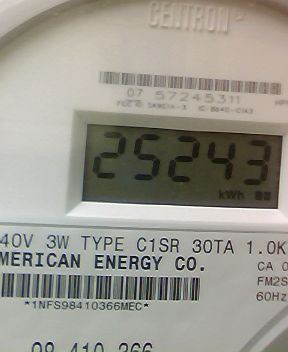 CENTRON
07 57245311
25243
kWh
40V 3W TYPE C1SR 30TA 1.0K
MERICAN ENERGY CO.
CA 0
FM2S
60Hz
*1NFS98410366MEC*
98 410 366